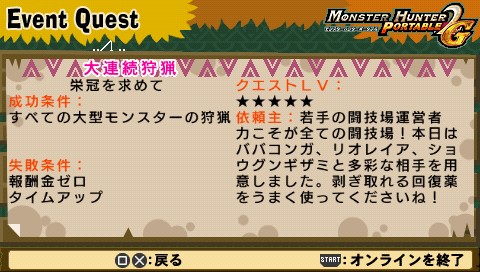 Event Quest
MONSTER HUNTER
PORTABLE 2nd G
大連続狩猟
栄冠を求めて
成功条件：
すべての大型モンスターの狩猟
失敗条件：
報酬金ゼロ
タイムアップ
クエストＬＶ：
★★★★★
依頼主：若手の闘技場運営者
力こそが全ての闘技場！本日は
ババコンガ、リオレイア、ショ
ウグンギザミと多彩な相手を用
意しました。剥ぎ取れる回復薬
をうまく使ってくださいね！
:戻る
START:オンラインを終了